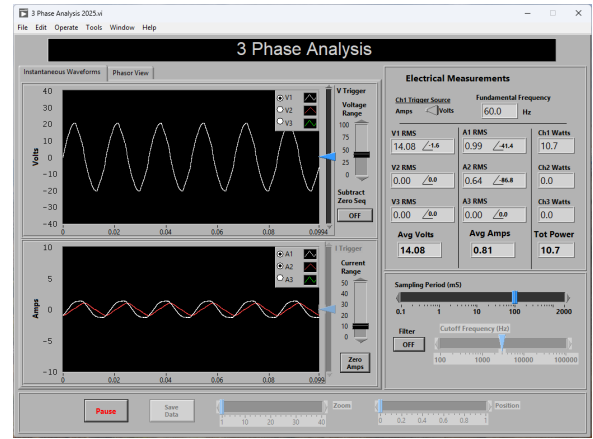 3 Phase Analysis 2025.vi
File Edit Operate Tools Window Help
3 Phase Analysis
Instantaneous Waveforms Phasor View
40
30
20
10
0
-10
-20
-30
-40
Volts
0 0.02 0.04 0.06 0.08 0.0994
V1
V2
V3
V Trigger
Voltage
Range
100
75
50
25
0
Subtract
Zero Seq
OFF
10
5
0
-5
-10
Amps
0 0.02 0.04 0.06 0.08 0.099
A1
A2
A3
I Trigger
Current
Range
50
40
30
20
10
0
Zero
Amps
Electrical Measurements
Ch1 Trigger Source
Amps Volts
Fundamental Frequency
60.0 Hz
V1 RMS A1 RMS Ch1 Watts
14.08 -1.6 0.99 -41.4 10.7
V2 RMS A2 RMS Ch2 Watts
0.00 0.0 0.64 -86.8 0.0
V3 RMS A3 RMS Ch3 Watts
0.00 0.0 0.00 0.0 0.0
Avg Volts Avg Amps Tot Power
14.08 0.81 10.7
Sampling Period (mS)
0.1 1 10 100 2000
Filter
OFF
Cutoff Frequency (Hz)
100 1000 10000 100000
Pause
Save
Data
Zoom
1 10 20 30 40
Position
0 0.2 0.4 0.6 0.8 1